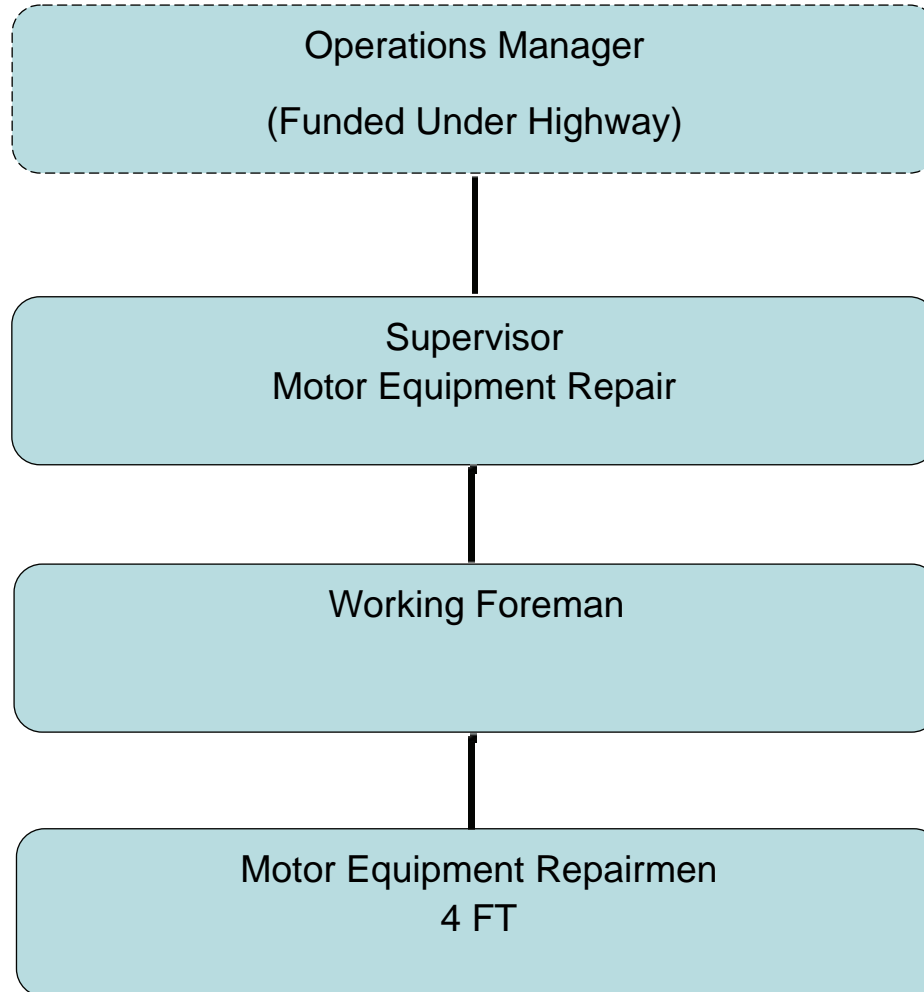 Operations Manager
(Funded Under Highway)
Supervisor
Motor Equipment Repair
Working Foreman
Motor Equipment Repairmen
4 FT